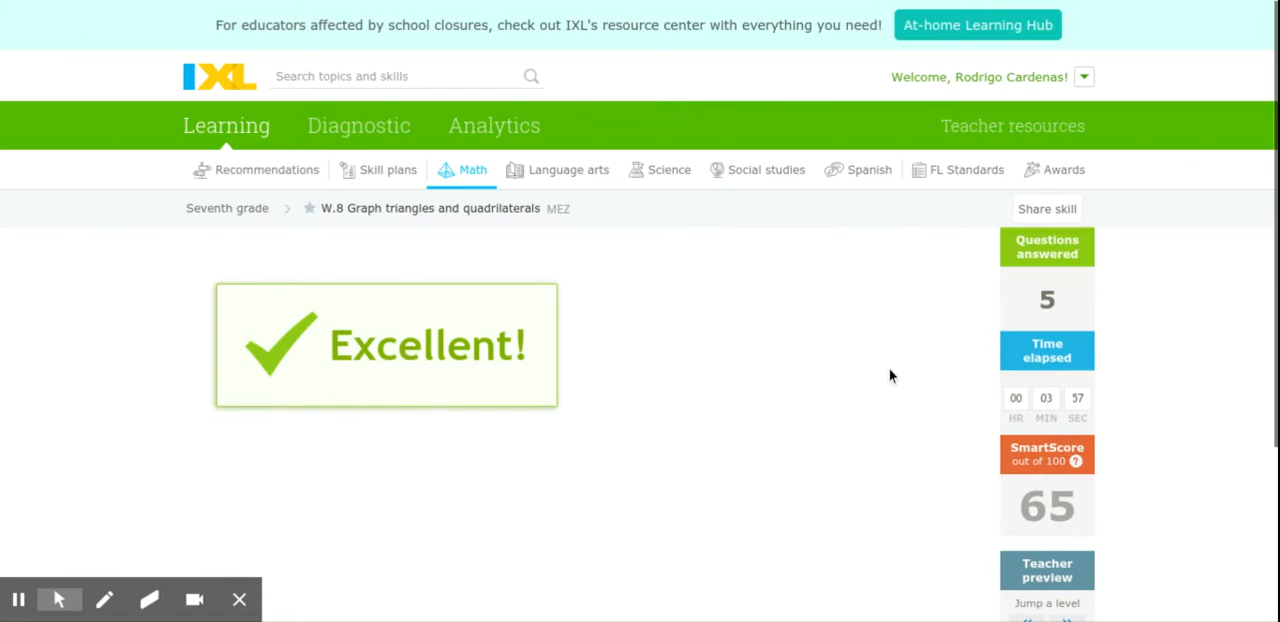 For educators affected by school closures, check out IXL's resource center with everything you need! At-home Learning Hub
IXL Search topics and skills Welcome, Rodrigo Cardenas!
Learning Diagnostic Analytics Teacher resources
Recommendations Skill plans Math Language arts Science Social studies Spanish FL Standards Awards
Seventh grade > W.8 Graph triangles and quadrilaterals MEZ Share skill
Questions
answered
5
Excellent!
Time
elapsed
00 03 57
HR MIN SEC
SmartScore
out of 100 ?
65
Teacher
preview
Jump a level